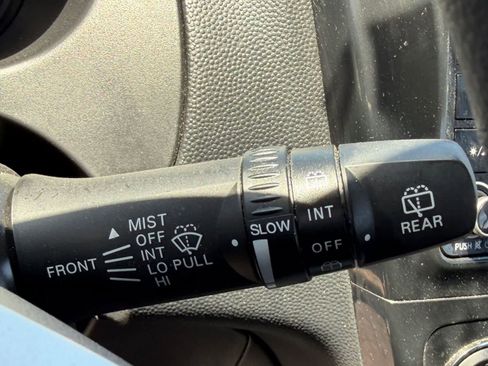 MIST
OFF
INT
LO
HI
FRONT
PULL
SLOW
INT
OFF
REAR
PUSH